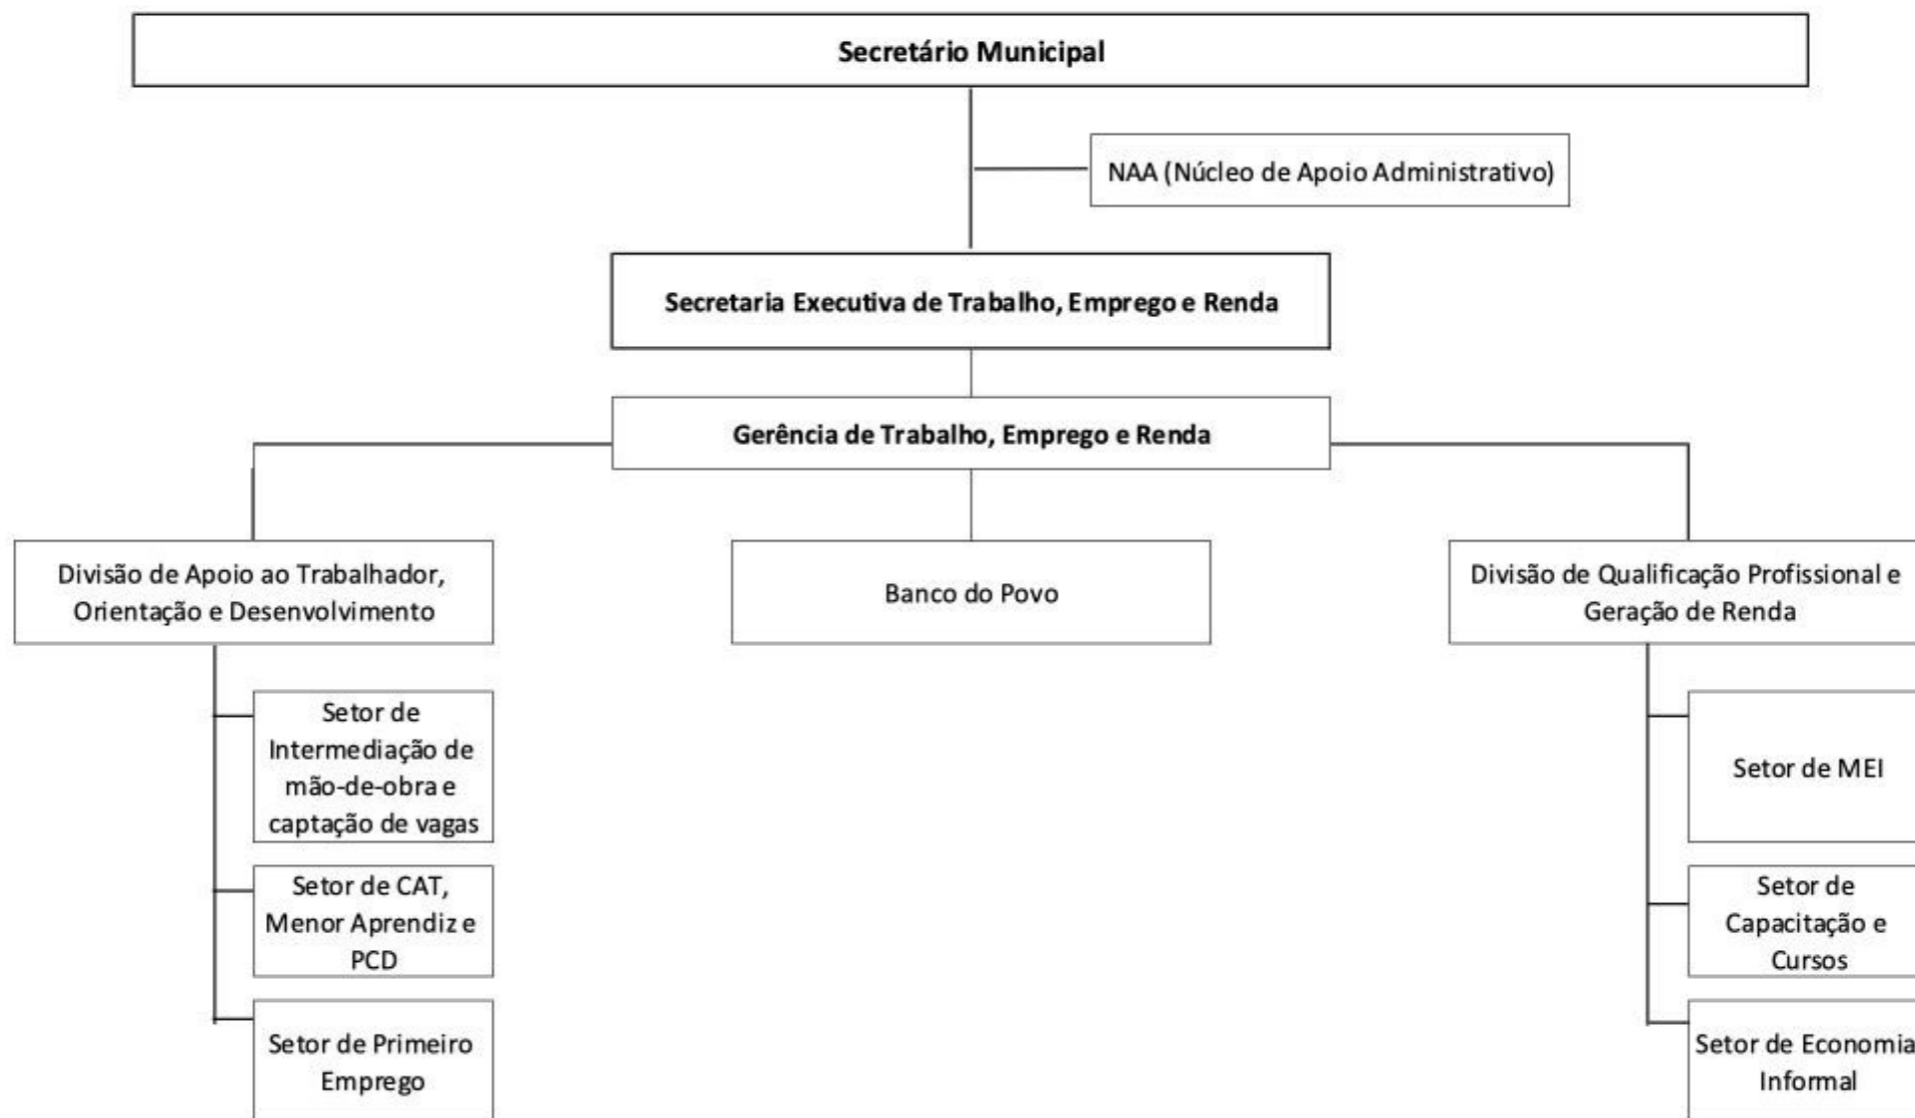 Secretário Municipal
NAA (Núcleo de Apoio Administrativo)
Secretaria Executiva de Trabalho, Emprego e Renda
Gerência de Trabalho, Emprego e Renda
Divisão de Apoio ao Trabalhador,
Orientação e Desenvolvimento
Banco do Povo
Divisão de Qualificação Profissional e
Geração de Renda
Setor de
Intermediação de
mão-de-obra e
captação de vagas
Setor de CAT,
Menor Aprendiz e
PCD
Setor de Primeiro
Emprego
Setor de MEI
Setor de
Capacitação e
Cursos
Setor de Economia
Informal